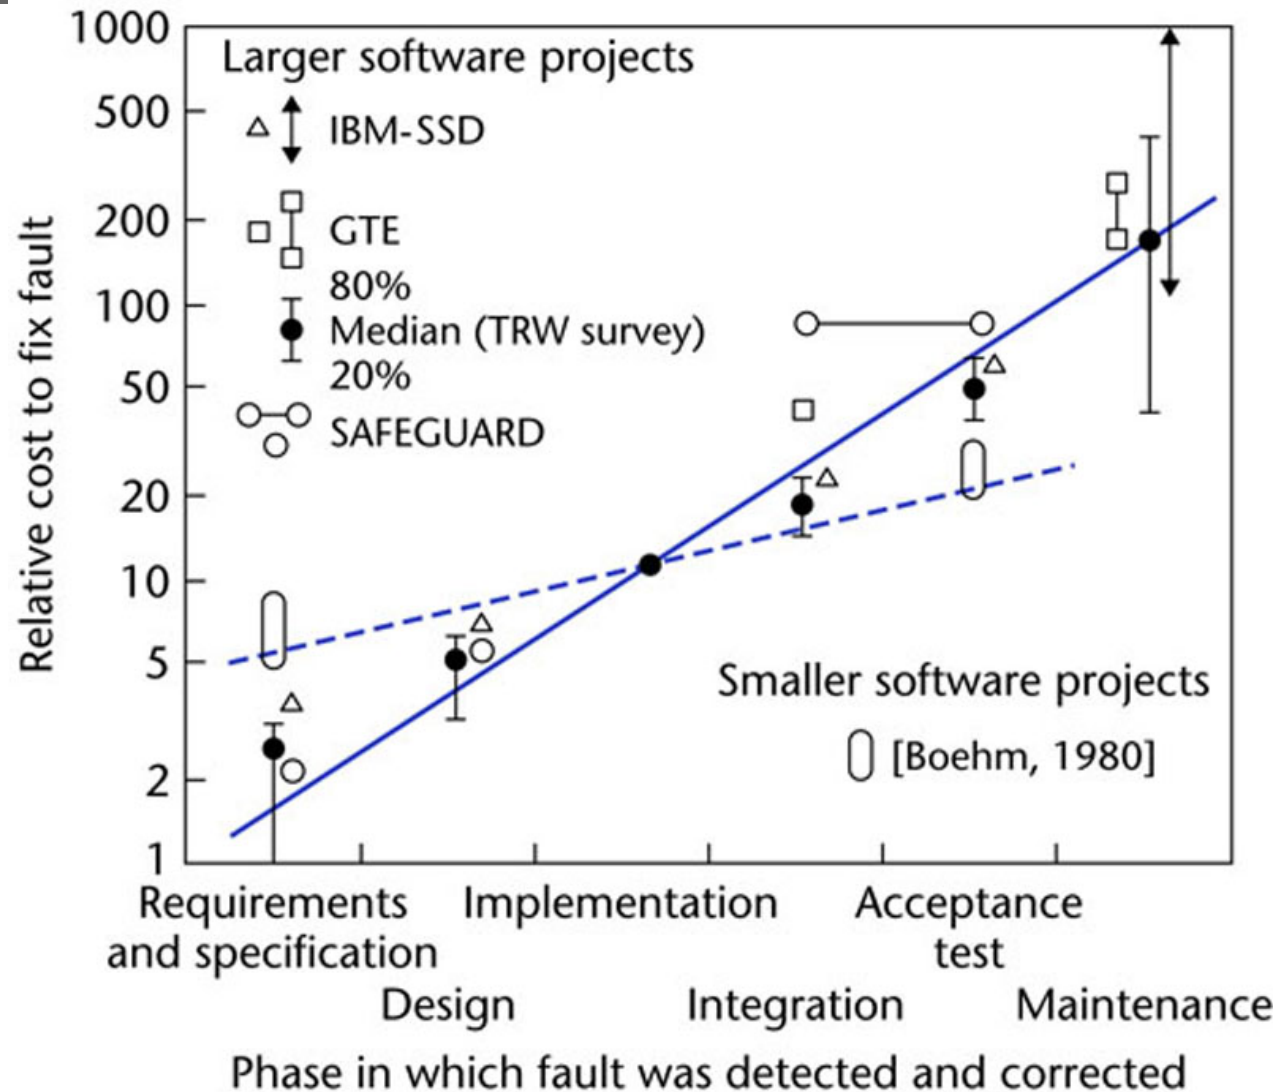 1000
500
200
100
50
20
10
5
2
1
Relative cost to fix fault
Larger software projects
IBM-SSD
GTE
80%
Median (TRW survey)
20%
SAFEGUARD
Smaller software projects
[Boehm, 1980]
Requirements
and specification
Design
Implementation
Integration
Acceptance
test
Maintenance
Phase in which fault was detected and corrected